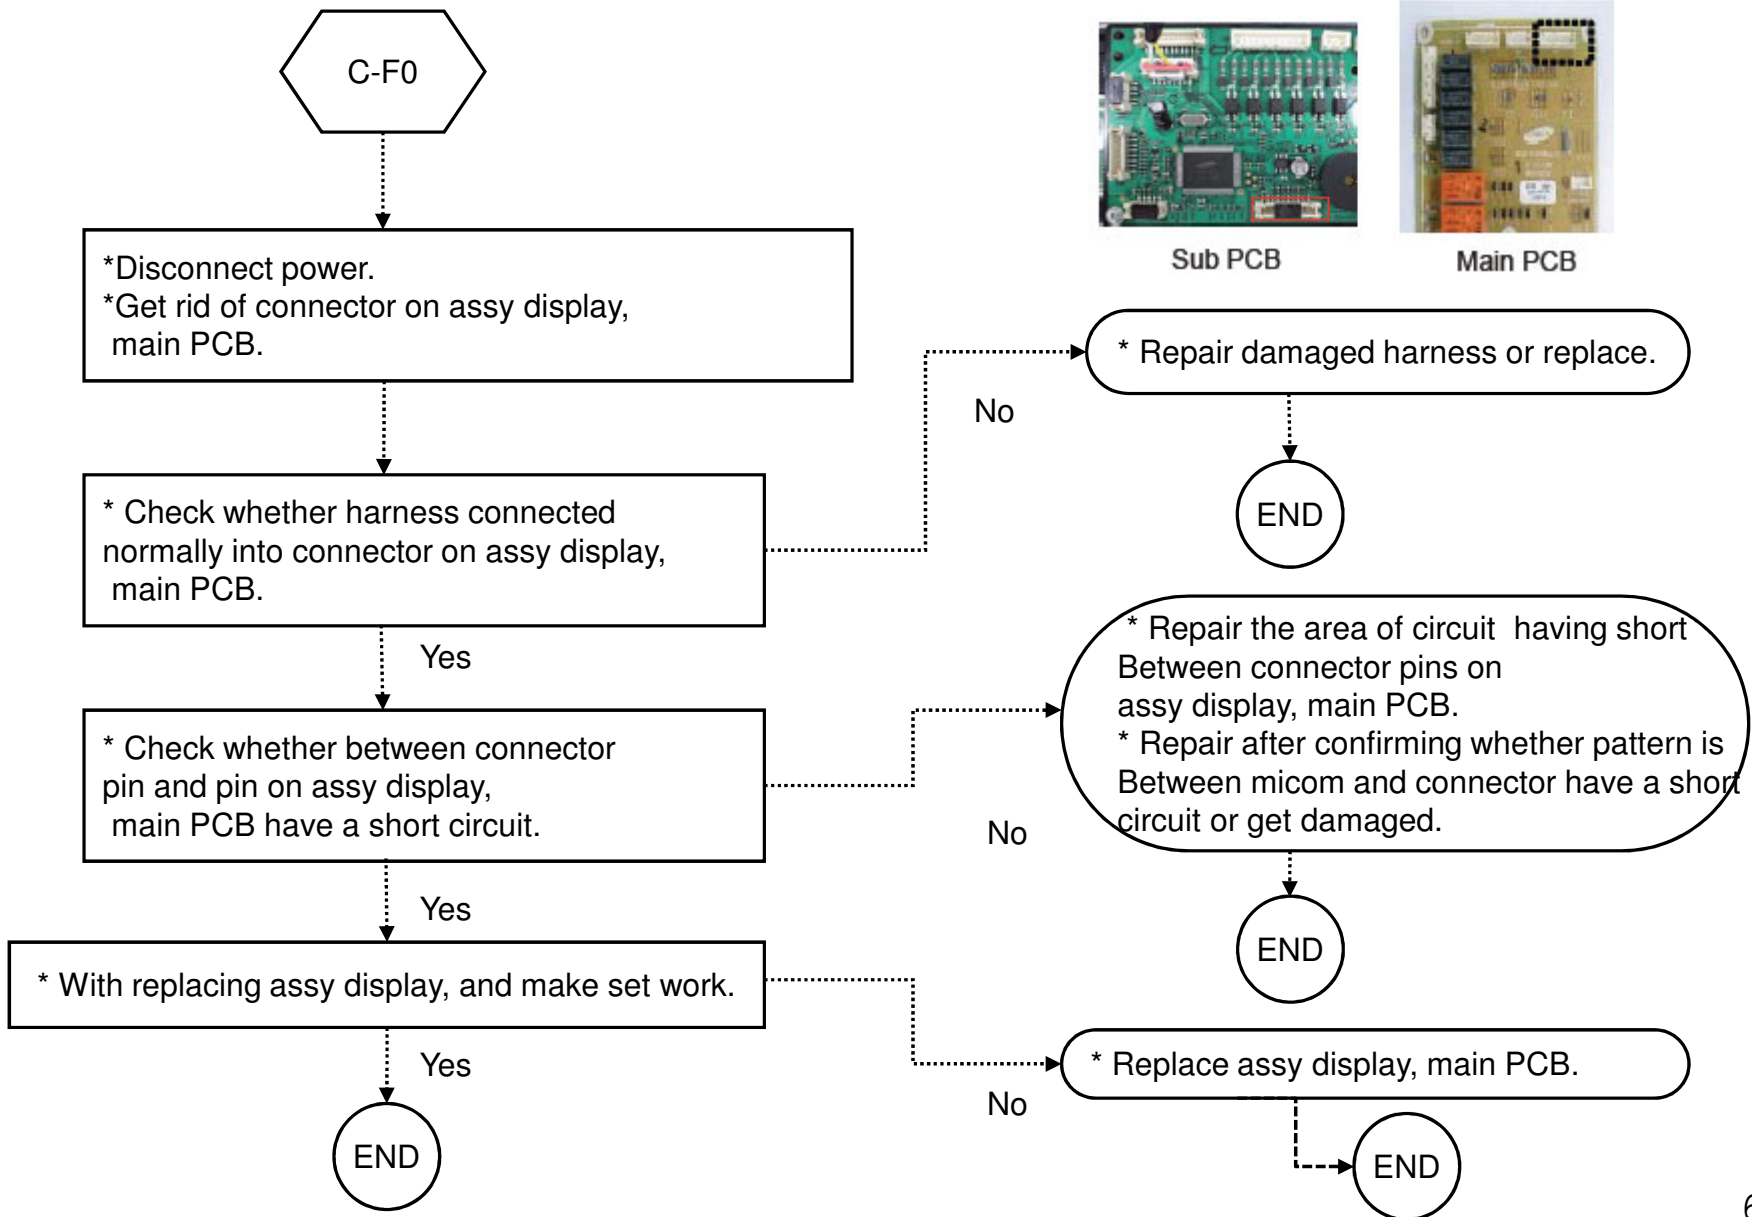 C-F0
Sub PCB
Main PCB
*Disconnect power.
*Get rid of connector on assy display,
main PCB.
* Repair damaged harness or replace.
No
END
* Check whether harness connected
normally into connector on assy display,
main PCB.
Yes
* Repair the area of circuit  having short
Between connector pins on
assy display, main PCB.
* Repair after confirming whether pattern is
Between micom and connector have a short
circuit or get damaged.
* Check whether between connector
pin and pin on assy display,
main PCB have a short circuit.
No
Yes
END
* With replacing assy display, and make set work.
Yes
* Replace assy display, main PCB.
No
END
END